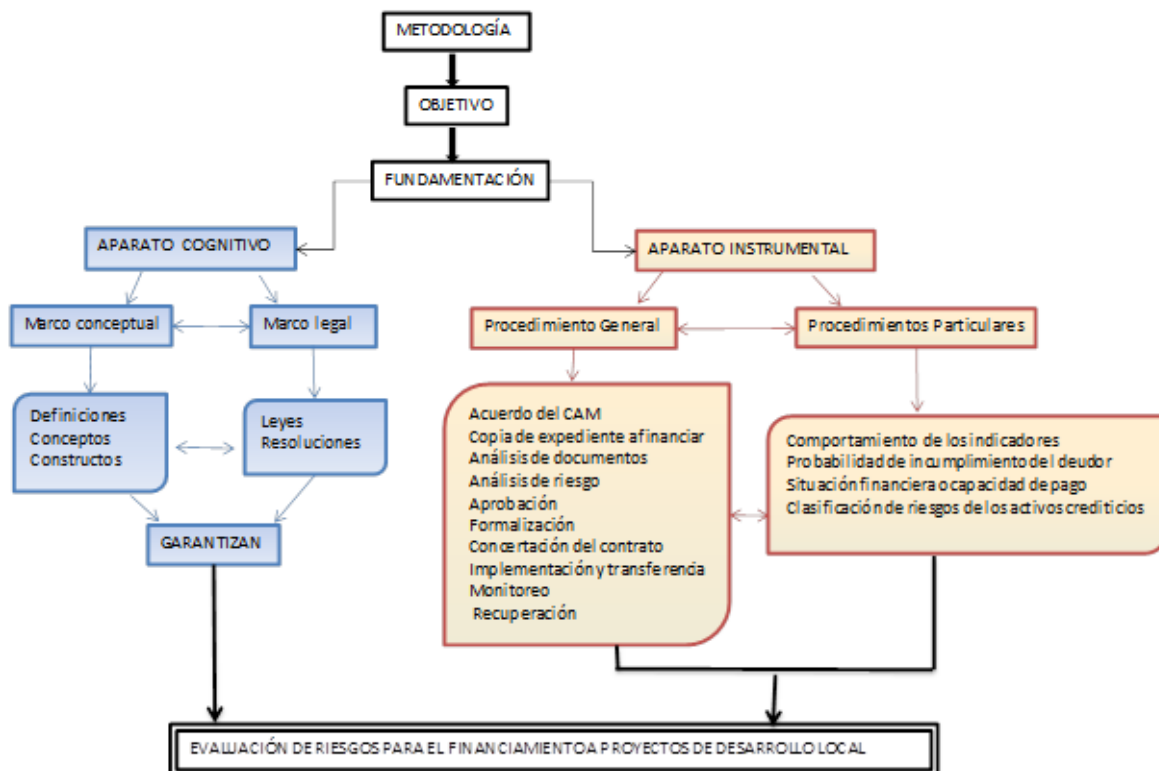 METODOLOGÍA
OBJETIVO
FUNDAMENTACIÓN
APARATO COGNITIVO
APARATO INSTRUMENTAL
Marco conceptual
Marco legal
Procedimiento General
Procedimientos Particulares
Definiciones
Conceptos
Constructos
Leyes
Resoluciones
Acuerdo del CAM
Copia de expediente a financiar
Análisis de documentos
Análisis de riesgo
Aprobación
Formalización
Concertación del contrato
Implementación y transferencia
Monitoreo
Recuperación
Comportamiento de los indicadores
Probabilidad de incumplimiento del deudor
Situación financiera o capacidad de pago
Clasificación de riesgos de los activos crediticios
GARANTIZAN
EVALUACIÓN DE RIESGOS PARA EL FINANCIAMIENTO A PROYECTOS DE DESARROLLO LOCAL